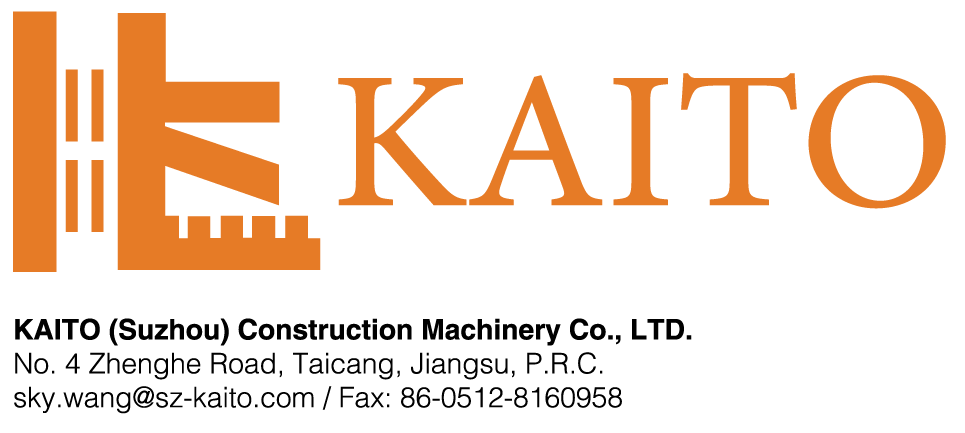 KAITO
KAITO (Suzhou) Construction Machinery Co., LTD.
No. 4 Zhenghe Road, Taicang, Jiangsu, P.R.C.
sky.wang@sz-kaito.com / Fax: 86-0512-8160958